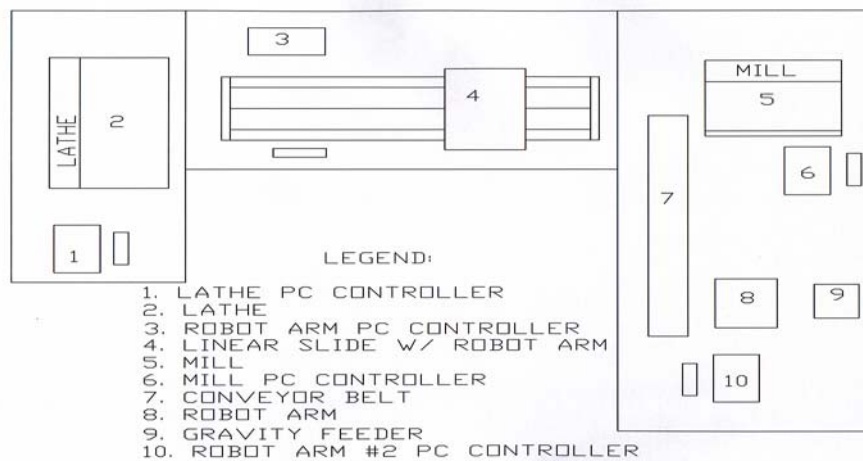 3
MILL
4
5
LATHE
2
6
7
1
LEGEND:
8
9
1. LATHE PC CONTROLLER
2. LATHE
3. ROBOT ARM PC CONTROLLER
4. LINEAR SLIDE W/ ROBOT ARM
5. MILL
6. MILL PC CONTROLLER
7. CONVEYOR BELT
8. ROBOT ARM
9. GRAVITY FEEDER
10. ROBOT ARM #2 PC CONTROLLER
10